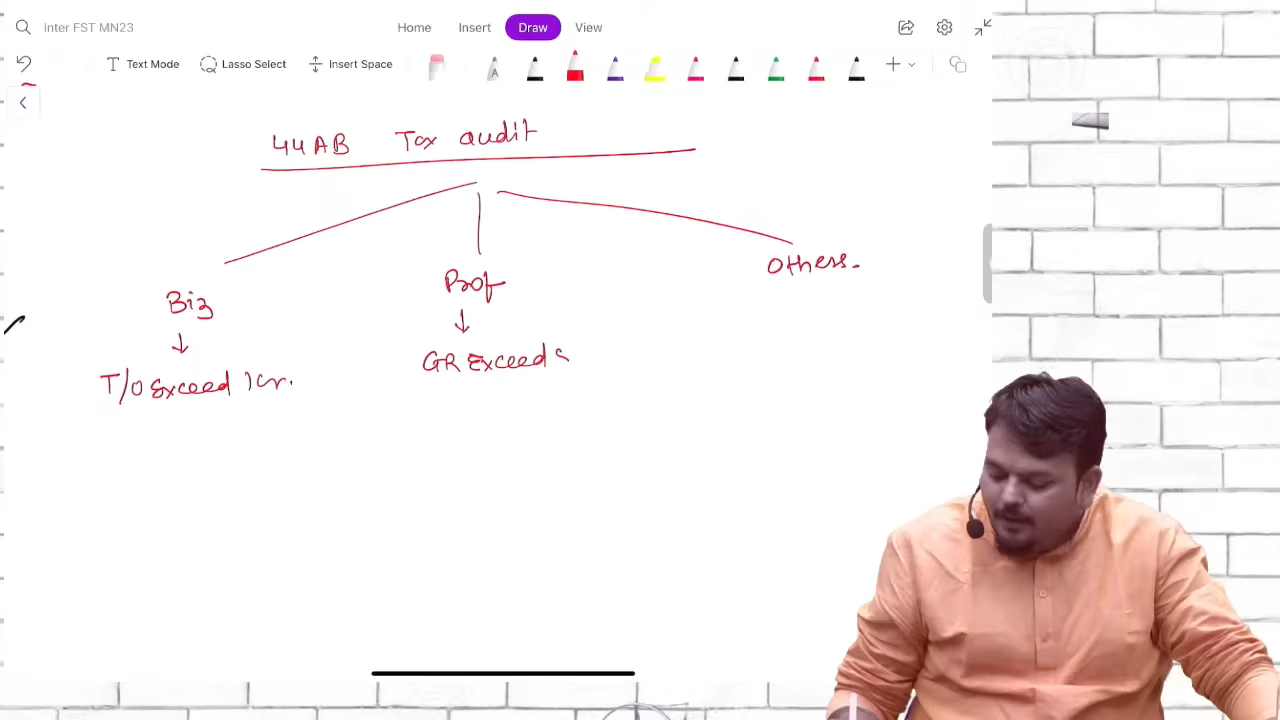 Inter FST MN23
Home Insert Draw View
Text Mode Lasso Select Insert Space
44AB Tax audit
Biz Prof Others.
T/O Exceed 1cr. GR Exceed